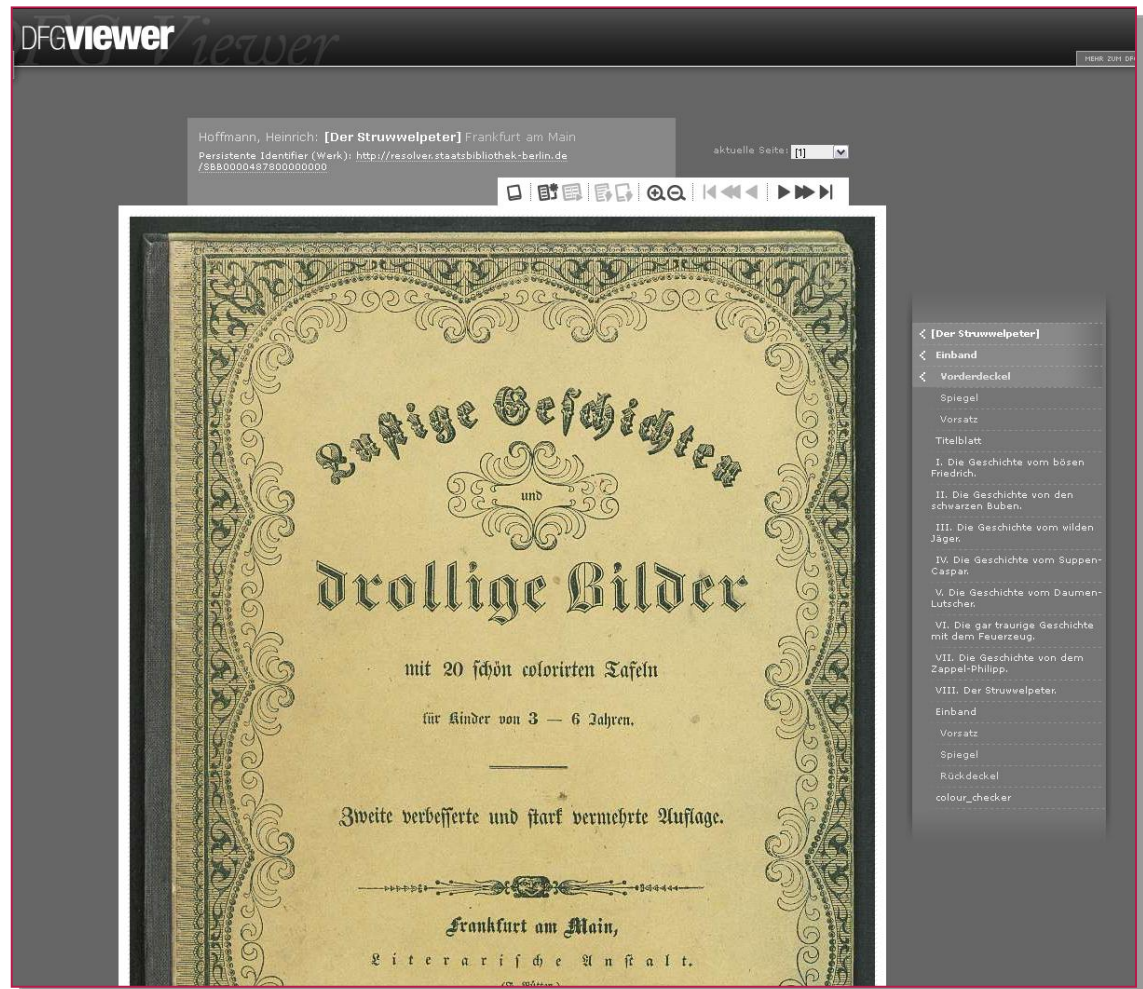 DFGVIEWER
DFG Viewer
MEHR ZUM DF
Hoffmann, Heinrich: [Der Struwwelpeter] Frankfurt am Main
Persistente Identifier (Werk): http://resolver.staatsbibliothek-berlin.de
/SBB0000487800000000
aktuelle Seite: [1]
Luſtige Geſchichten
und
drollige Bilder
mit 20 ſchön colorirten Tafeln
für Kinder von 3 — 6 Jahren.
Zweite verbeſſerte und ſtark vermehrte Auflage.
Frankfurt am Main,
Literariſche Anſtalt.
[Der Struwwelpeter]
Einband
Vorderdeckel
Spiegel
Vorsatz
Titelblatt
I. Die Geschichte vom bösen
Friedrich.
II. Die Geschichte von den
schwarzen Buben.
III. Die Geschichte vom wilden
Jäger.
IV. Die Geschichte vom Suppen-
Caspar.
V. Die Geschichte vom Daumen-
Lutscher.
VI. Die gar traurige Geschichte
mit dem Feuerzeug.
VII. Die Geschichte von dem
Zappel-Philipp.
VIII. Der Struwwelpeter.
Einband
Vorsatz
Spiegel
Rückdeckel
colour_checker